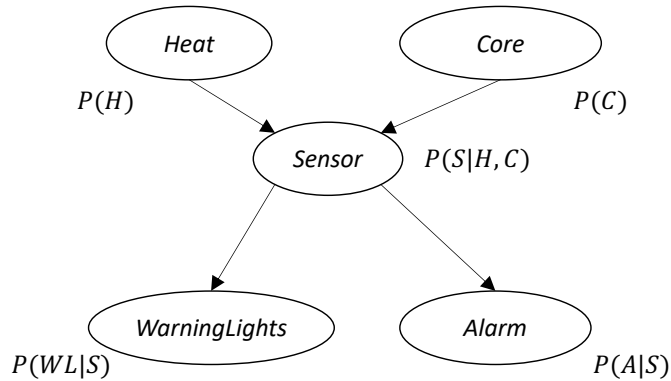 Heat
Core
P(H)
P(C)
Sensor
P(S|H, C)
WarningLights
Alarm
P(WL|S)
P(A|S)